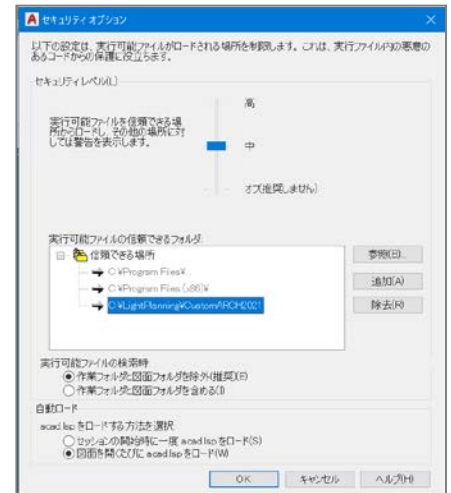 セキュリティ オプション
以下の設定は、実行可能ファイルがロードされる場所を制限します。これは、実行ファイル内の悪意の
あるコードからの保護に役立ちます。
セキュリティ レベル(L)
高
実行可能ファイルを信頼できる場
所からロードし、その他の場所に対
しては警告を表示します。
中
オフ(推奨しません)
実行可能ファイルの信頼できるフォルダ:
信頼できる場所
C:¥Program Files¥...
C:¥Program Files (x86)¥
C:¥LightPlanning¥CustomARCH2021
参照(B)...
追加(A)
除去(R)
実行可能ファイルの検索時
作業フォルダと図面フォルダを除外(推奨)(E)
作業フォルダと図面フォルダを含める(I)
自動ロード
acad.lsp をロードする方法を選択
セッションの開始時に一度 acad.lsp をロード(S)
図面を開くたびに acad.lsp をロード(W)
OK
キャンセル
ヘルプ(H)